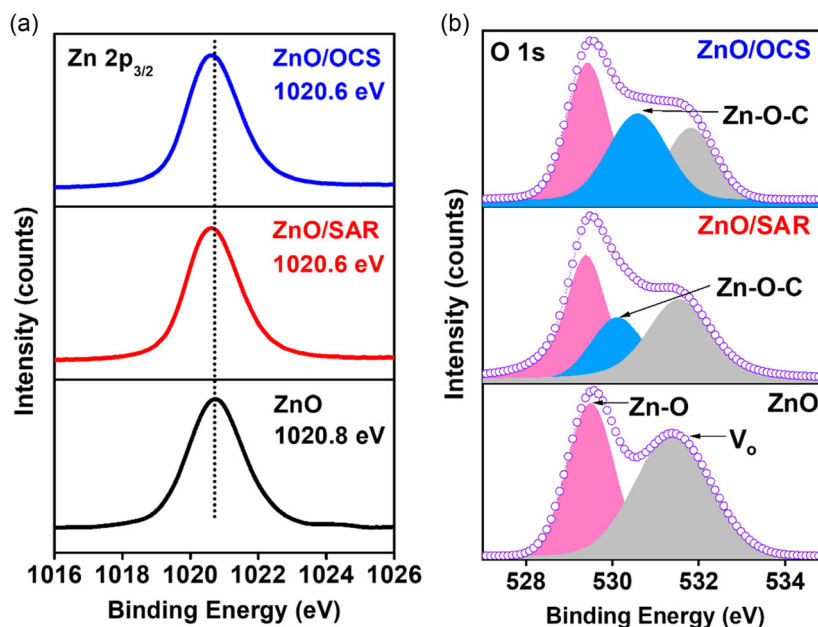 (a)
Zn 2p3/2
ZnO/OCS
1020.6 eV
ZnO/SAR
1020.6 eV
ZnO
1020.8 eV
Intensity (counts)
1016 1018 1020 1022 1024 1026
Binding Energy (eV)
(b)
O 1s
ZnO/OCS
Zn-O-C
ZnO/SAR
Zn-O-C
Zn-O
ZnO
Vo
Intensity (counts)
528 530 532 534
Binding Energy (eV)